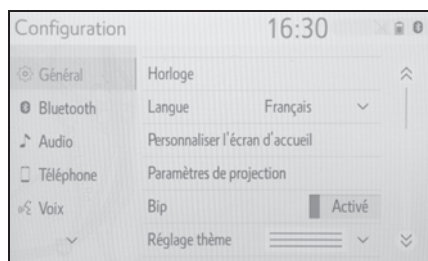 Configuration 16:30
Général
Bluetooth
Audio
Téléphone
Voix
Horloge
Langue Français
Personnaliser l'écran d'accueil
Paramètres de projection
Bip Activé
Réglage thème